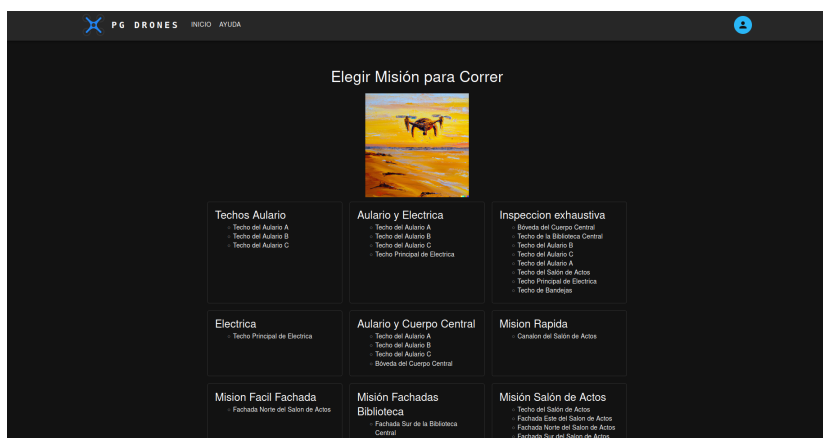 PG DRONES INICIO AYUDA
Elegir Misión para Correr
Techos Aulario
Techo del Aulario A
Techo del Aulario B
Techo del Aulario C
Aulario y Electrica
Techo del Aulario A
Techo del Aulario B
Techo del Aulario C
Techo Principal de Electrica
Inspeccion exhaustiva
Bóveda del Cuerpo Central
Techo de la Biblioteca Central
Techo del Aulario B
Techo del Aulario C
Techo del Aulario A
Techo del Salón de Actos
Techo Principal de Electrica
Techo de Bandejas
Electrica
Techo Principal de Electrica
Aulario y Cuerpo Central
Techo del Aulario A
Techo del Aulario B
Techo del Aulario C
Bóveda del Cuerpo Central
Mision Rapida
Canalon del Salón de Actos
Mision Facil Fachada
Fachada Norte del Salon de Actos
Misión Fachadas
Biblioteca
Fachada Sur de la Biblioteca
Central
Misión Salón de Actos
Techo del Salón de Actos
Fachada Este del Salon de Actos
Fachada Norte del Salon de Actos
Fachada Sur del Salon de Actos